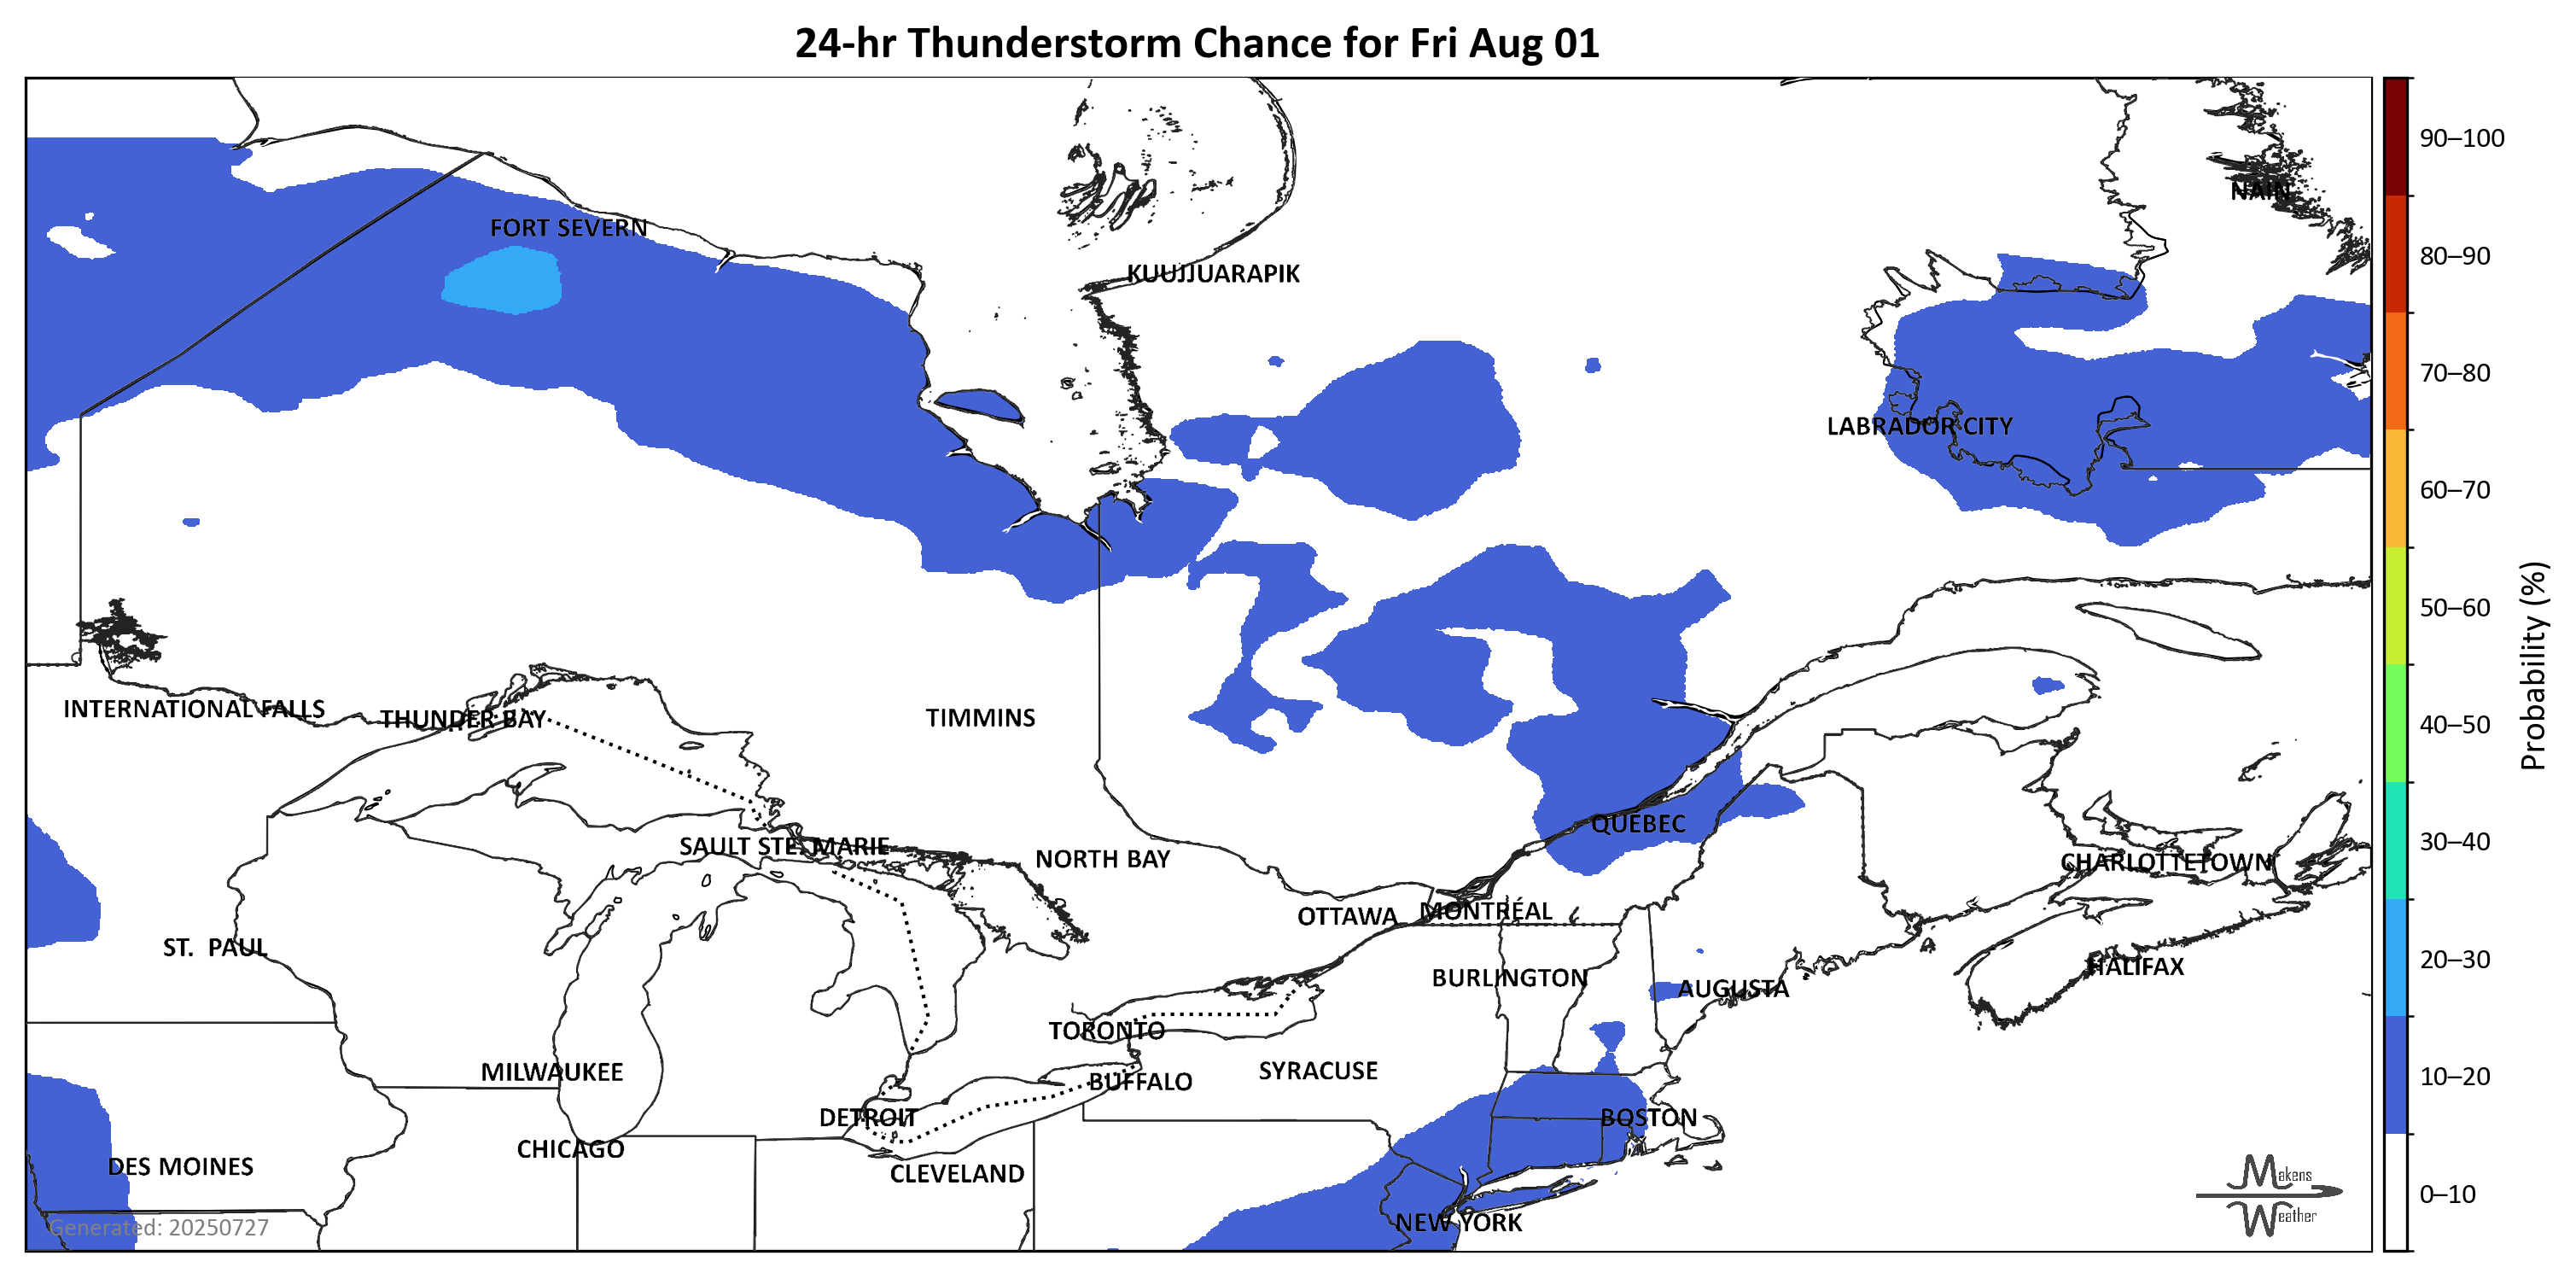 24-hr Thunderstorm Chance for Fri Aug 01
NAIN
FORT SEVERN
KUUJJUARAPIK
LABRADOR CITY
INTERNATIONAL FALLS
THUNDER BAY
TIMMINS
QUEBEC
SAULT STE. MARIE
NORTH BAY
CHARLOTTETOWN
OTTAWA
MONTRÉAL
ST. PAUL
HALIFAX
BURLINGTON
AUGUSTA
TORONTO
MILWAUKEE
SYRACUSE
BUFFALO
DETROIT
BOSTON
CHICAGO
DES MOINES
CLEVELAND
NEW YORK
Generated: 20250727
Makens
Weather
90–100
80–90
70–80
60–70
50–60
40–50
30–40
20–30
10–20
0–10
Probability (%)